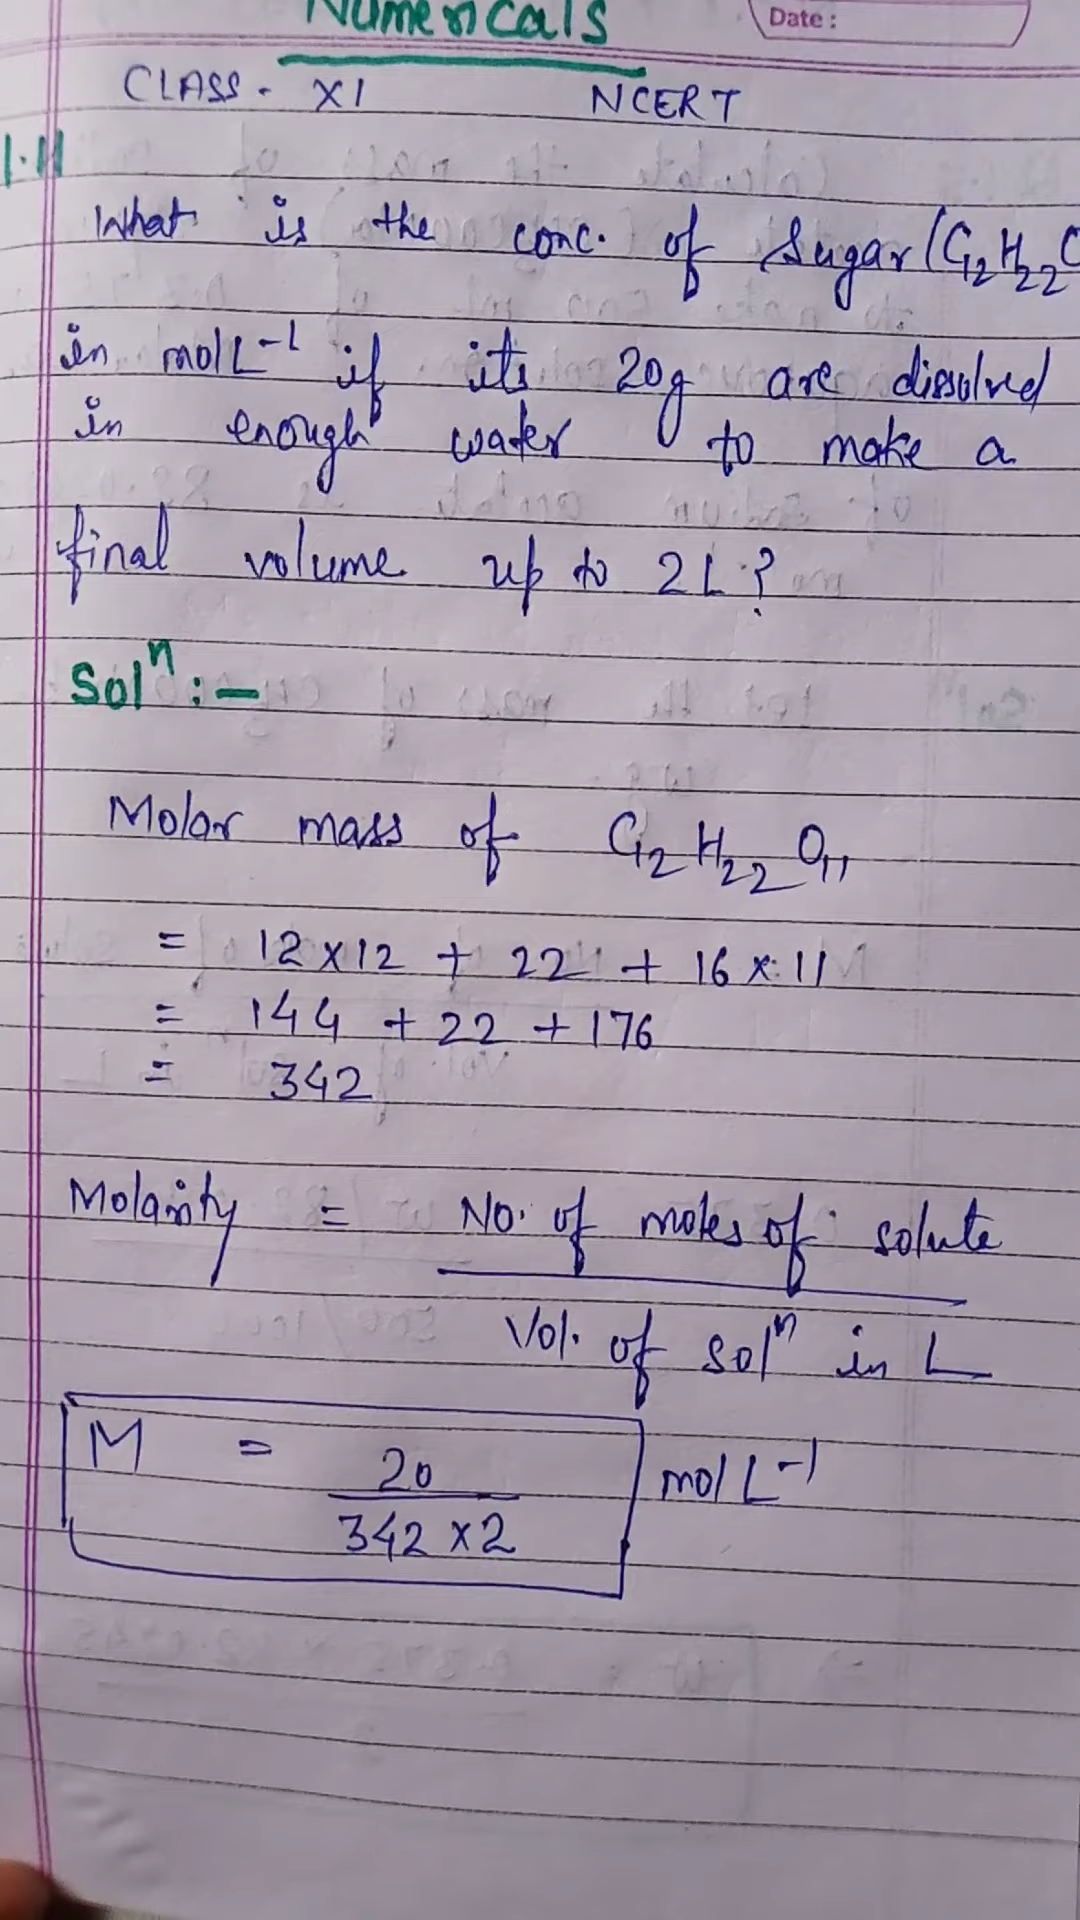 Numericals
Date :
CLASS - XI NCERT
1.11
What is the conc. of Sugar (C12H22O
in mol L-1 if its 20g are dissolved
in enough water to make a
final volume up to 2L ?
Soln :-
Molar mass of C12H22O11
= 12 x 12 + 22 + 16 x 11
= 144 + 22 + 176
= 342
Molarity = No. of moles of solute
Vol. of soln in L
M = 20 mol L-1
342 x 2